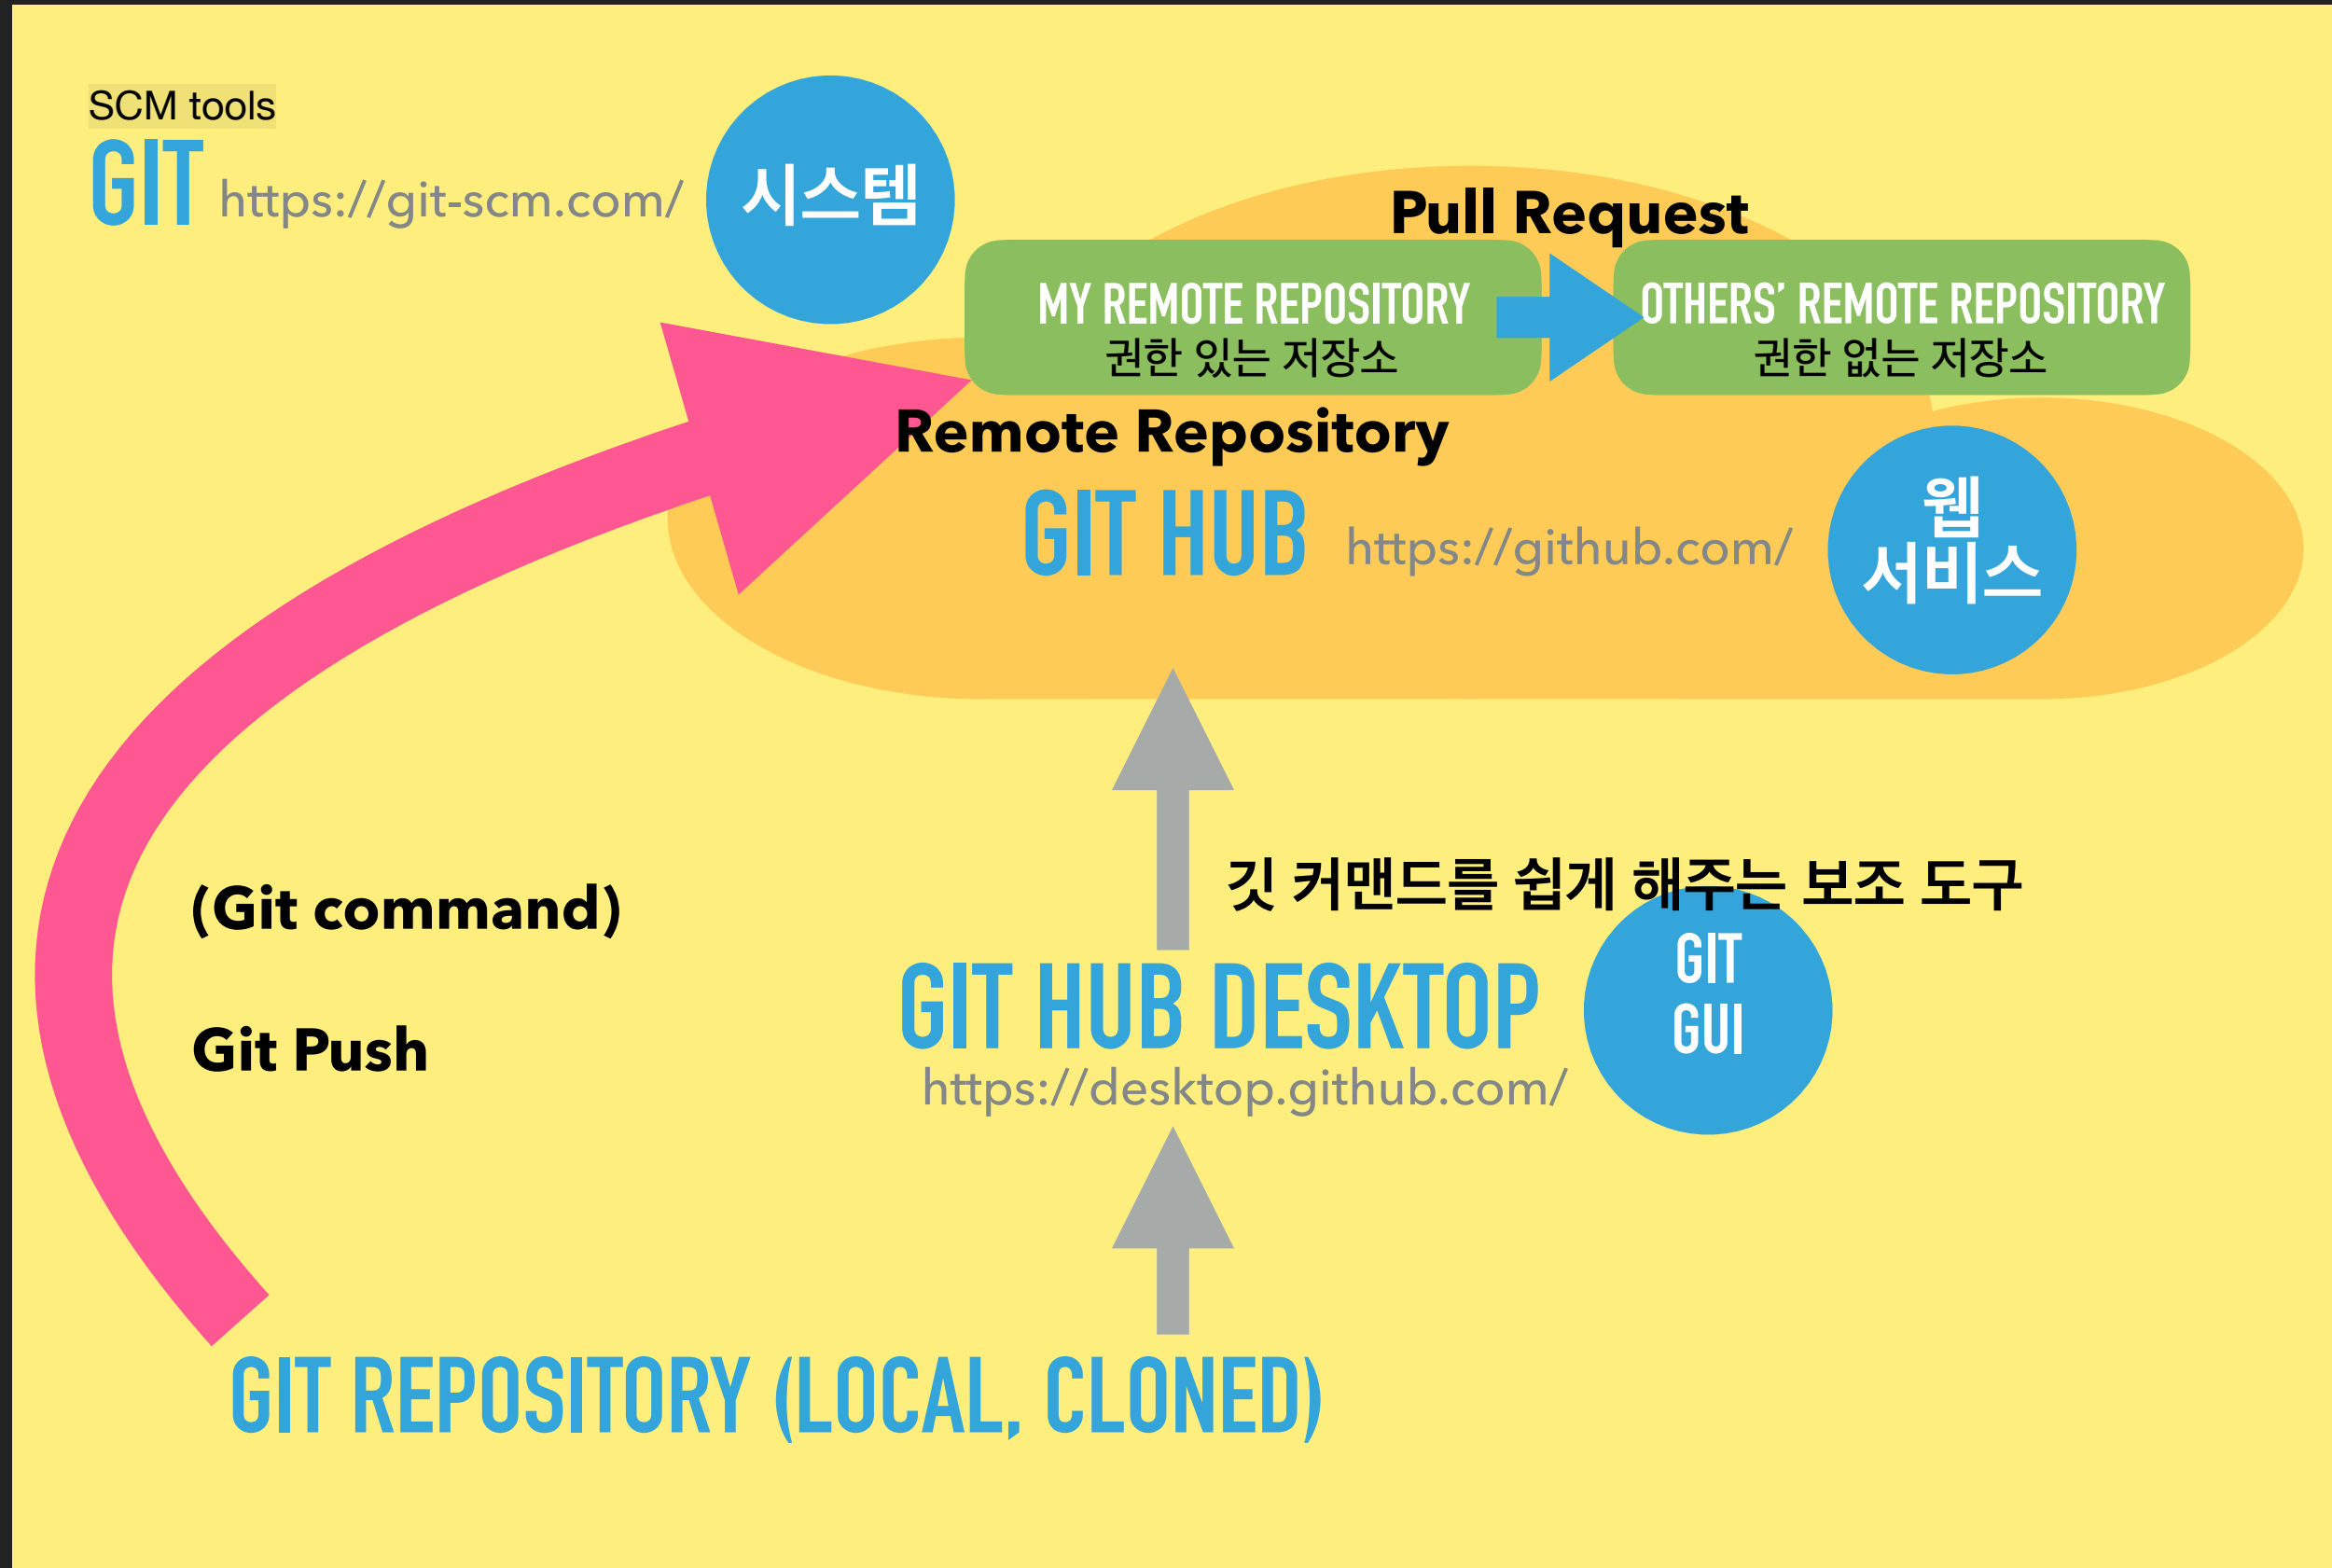 SCM tools
GIT https://git-scm.com/
시스템
Pull Request
MY REMOTE REPOSITORY
권한 있는 저장소
OTHERS’ REMOTE REPOSITORY
권한 없는 저장소
Remote Repository
GIT HUB https://github.com/
웹
서비스
(Git command)
Git Push
깃 커맨드를 쉽게 해주는 보조 도구
GIT HUB DESKTOP
https://desktop.github.com/
GIT
GUI
GIT REPOSITORY (LOCAL, CLONED)